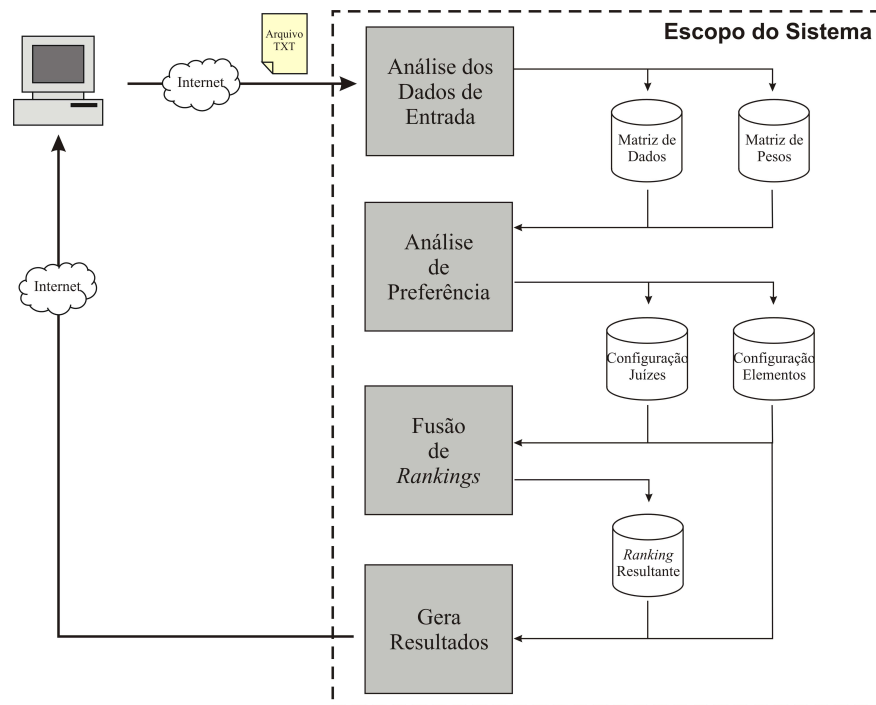 Escopo do Sistema
Arquivo
TXT
Internet
Análise dos
Dados de
Entrada
Matriz de
Dados
Matriz de
Pesos
Análise
de
Preferência
Internet
Configuração
Juízes
Configuração
Elementos
Fusão
de
Rankings
Ranking
Resultante
Gera
Resultados